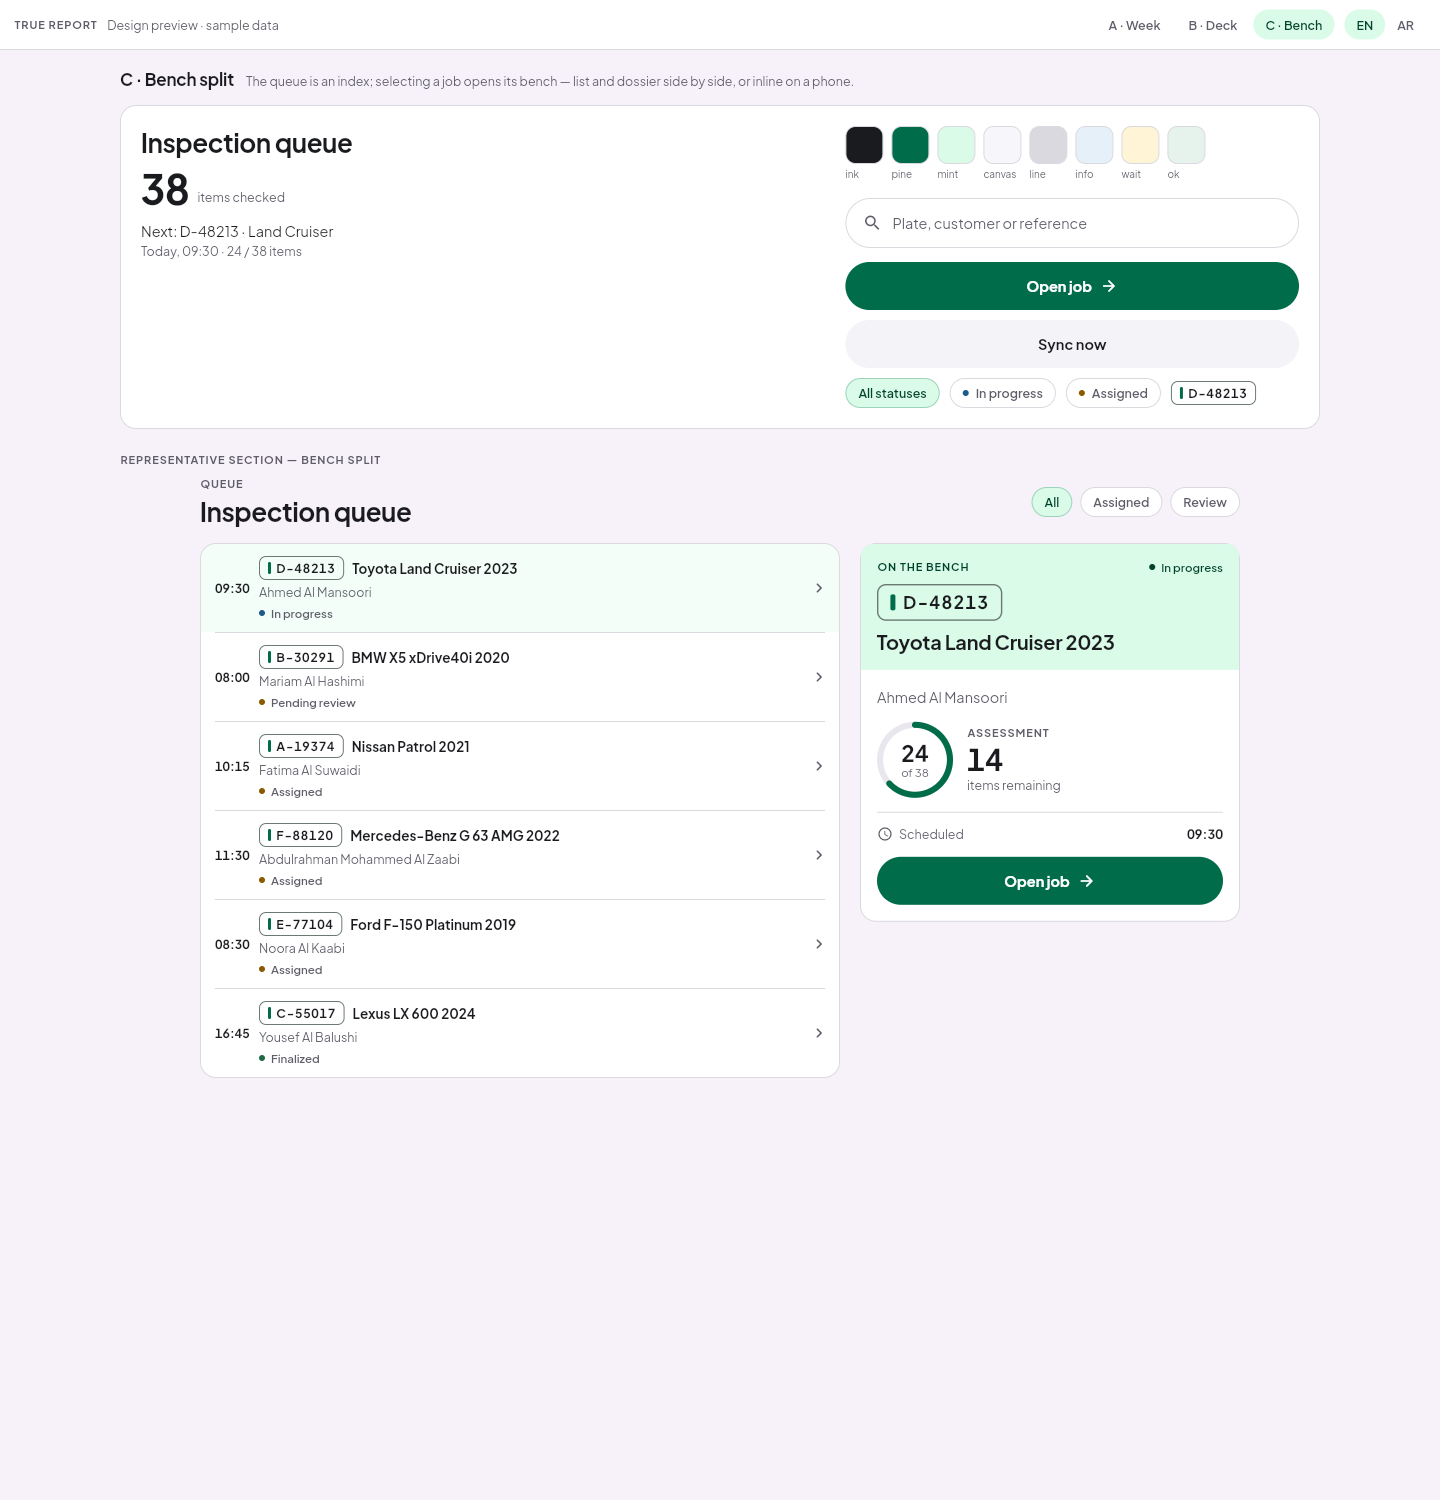 TRUE REPORT Design preview · sample data A · Week B · Deck C · Bench EN AR
C · Bench split The queue is an index; selecting a job opens its bench — list and dossier side by side, or inline on a phone.
Inspection queue
38 items checked
Next: D-48213 · Land Cruiser
Today, 09:30 · 24 / 38 items
ink pine mint canvas line info wait ok
Plate, customer or reference
Open job
Sync now
All statuses In progress Assigned D-48213
REPRESENTATIVE SECTION — BENCH SPLIT
QUEUE
Inspection queue
All Assigned Review
09:30
D-48213 Toyota Land Cruiser 2023
Ahmed Al Mansoori
In progress
08:00
B-30291 BMW X5 xDrive40i 2020
Mariam Al Hashimi
Pending review
10:15
A-19374 Nissan Patrol 2021
Fatima Al Suwaidi
Assigned
11:30
F-88120 Mercedes-Benz G 63 AMG 2022
Abdulrahman Mohammed Al Zaabi
Assigned
08:30
E-77104 Ford F-150 Platinum 2019
Noora Al Kaabi
Assigned
16:45
C-55017 Lexus LX 600 2024
Yousef Al Balushi
Finalized
ON THE BENCH In progress
D-48213
Toyota Land Cruiser 2023
Ahmed Al Mansoori
24
of 38
ASSESSMENT
14
items remaining
Scheduled 09:30
Open job